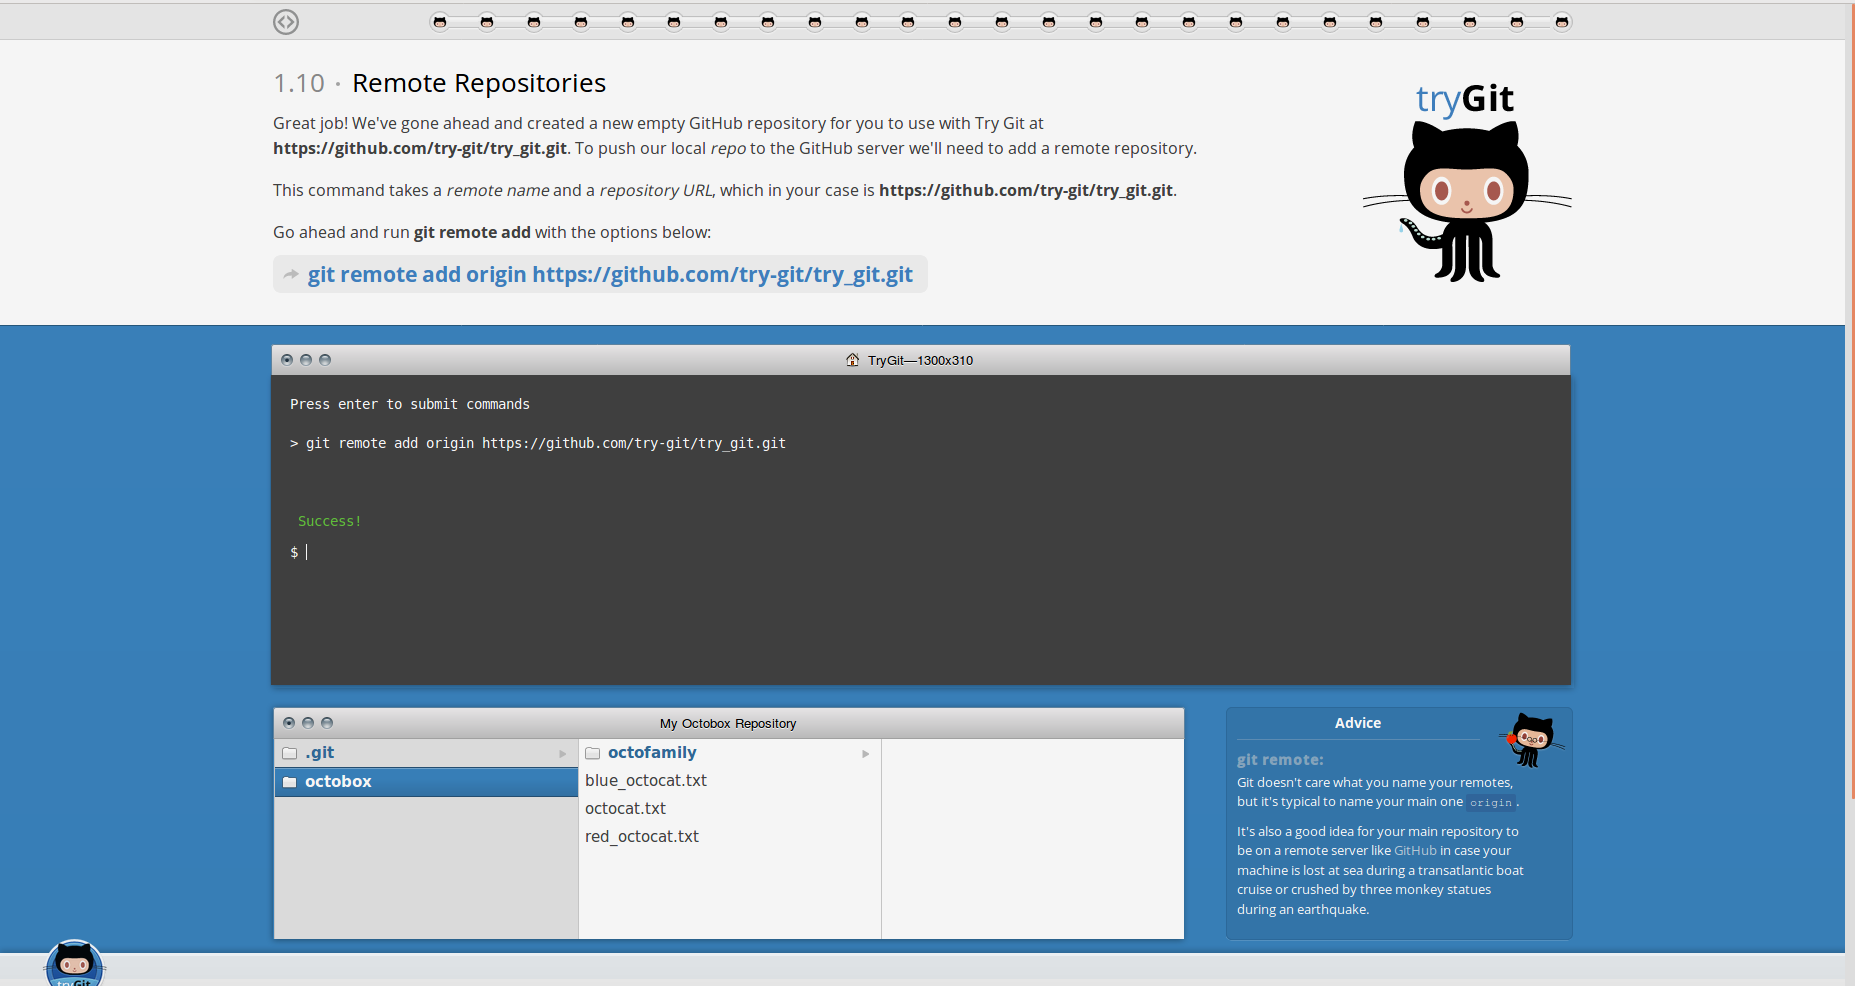 1.10 · Remote Repositories
tryGit
Great job! We've gone ahead and created a new empty GitHub repository for you to use with Try Git at
https://github.com/try-git/try_git.git. To push our local repo to the GitHub server we'll need to add a remote repository.
This command takes a remote name and a repository URL, which in your case is https://github.com/try-git/try_git.git.
Go ahead and run git remote add with the options below:
git remote add origin https://github.com/try-git/try_git.git
TryGit—1300x310
Press enter to submit commands
> git remote add origin https://github.com/try-git/try_git.git
Success!
$
My Octobox Repository
.git
octobox
octofamily
blue_octocat.txt
octocat.txt
red_octocat.txt
Advice
git remote:
Git doesn't care what you name your remotes,
but it's typical to name your main one origin.
It's also a good idea for your main repository to
be on a remote server like GitHub in case your
machine is lost at sea during a transatlantic boat
cruise or crushed by three monkey statues
during an earthquake.
tryGit